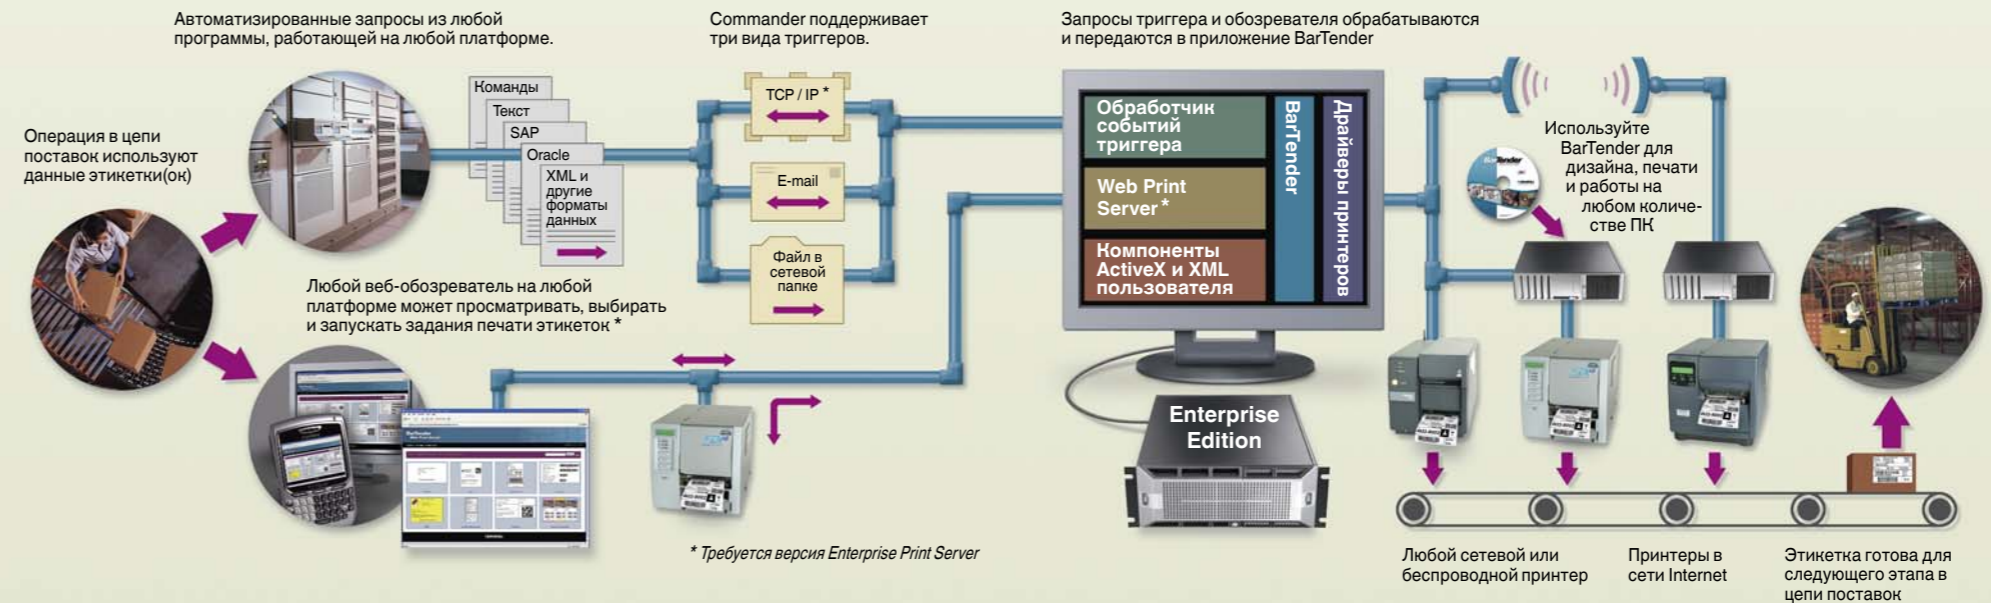 Автоматизированные запросы из любой
программы, работающей на любой платформе.
Commander поддерживает
три вида триггеров.
Запросы триггера и обозревателя обрабатываются
и передаются в приложение BarTender
Операция в цепи
поставок используют
данные этикетки(ок)
Команды
Текст
SAP
Oracle
XML и
другие
форматы
данных
TCP / IP *
E-mail
Файл в
сетевой
папке
Обработчик
событий
триггера
Web Print
Server *
Компоненты
ActiveX и XML
пользователя
BarTender
Драйверы принтеров
Используйте
BarTender для
дизайна, печати
и работы на
любом количе-
стве ПК
BarTender
Любой веб-обозреватель на любой
платформе может просматривать, выбирать
и запускать задания печати этикеток *
BarTender
Enterprise
Edition
* Требуется версия Enterprise Print Server
Любой сетевой или
беспроводной принтер
Принтеры в
сети Internet
Этикетка готова для
следующего этапа в
цепи поставок